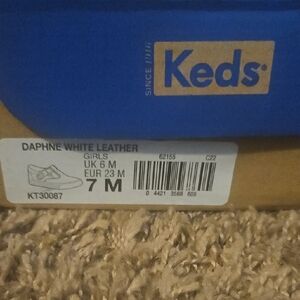 SINCE 1916
Keds
DAPHNE WHITE LEATHER
GIRLS
UK 6 M
EUR 23 M
7 M
KT30087
62155
C22